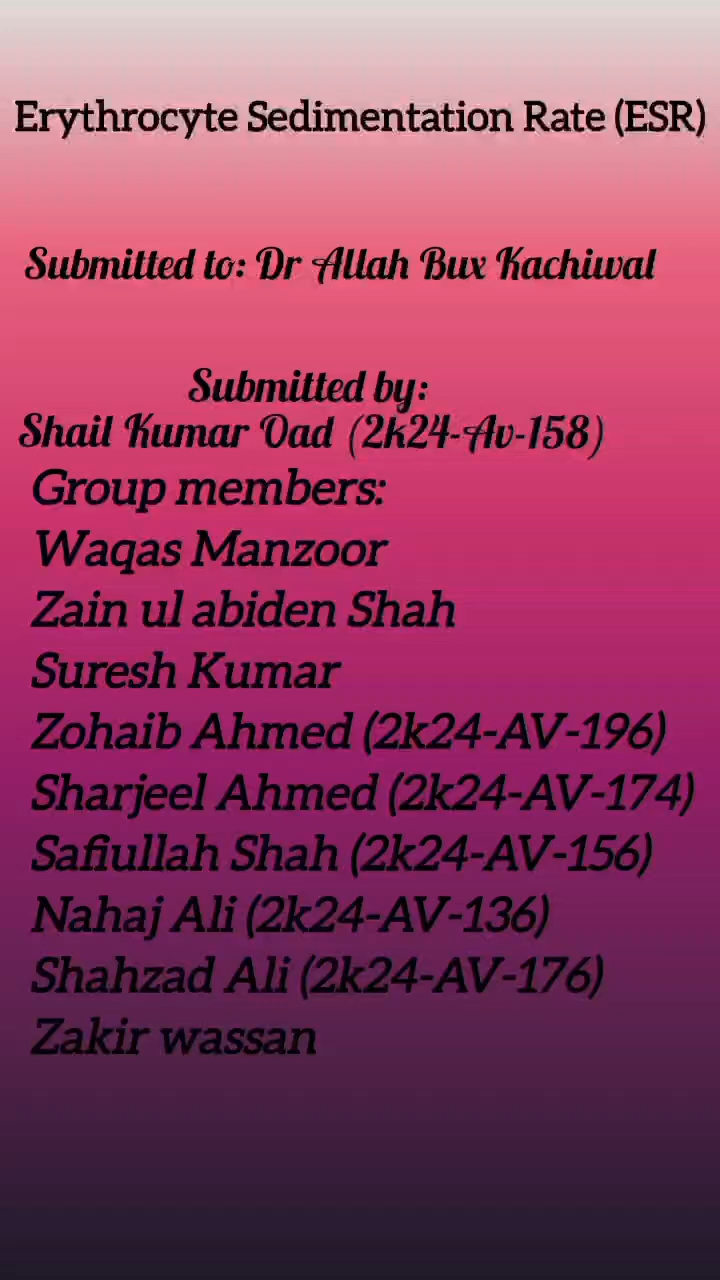 Erythrocyte Sedimentation Rate (ESR)
Submitted to: Dr Allah Bux Kachiwal
Submitted by:
Shail Kumar Oad (2k24-Av-158)
Group members:
Waqas Manzoor
Zain ul abiden Shah
Suresh Kumar
Zohaib Ahmed (2k24-AV-196)
Sharjeel Ahmed (2k24-AV-174)
Safiullah Shah (2k24-AV-156)
Nahaj Ali (2k24-AV-136)
Shahzad Ali (2k24-AV-176)
Zakir wassan